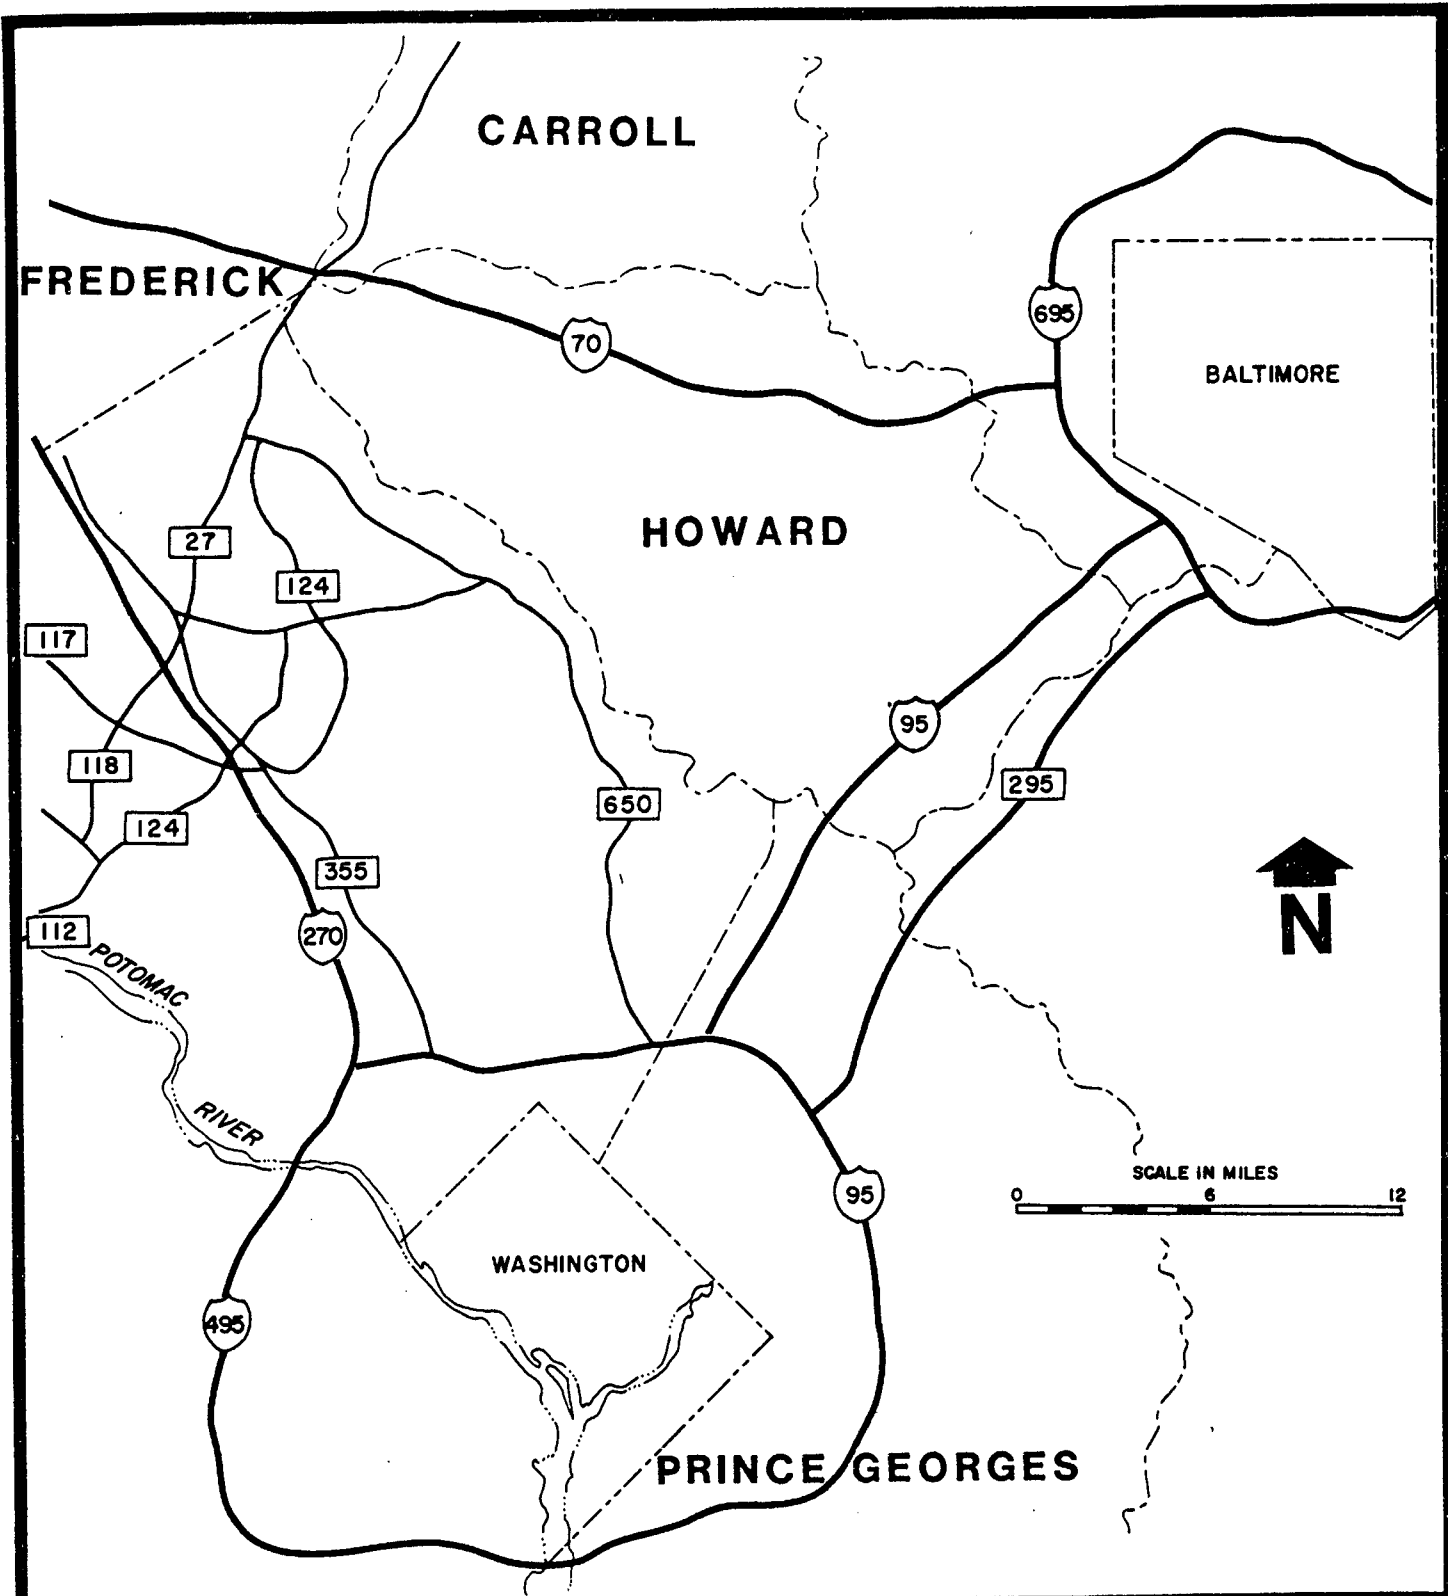 CARROLL
FREDERICK
695
70
BALTIMORE
HOWARD
27
124
117
95
118
295
650
124
355
112
270
POTOMAC
N
RIVER
SCALE IN MILES
0 6 12
95
WASHINGTON
495
PRINCE GEORGES